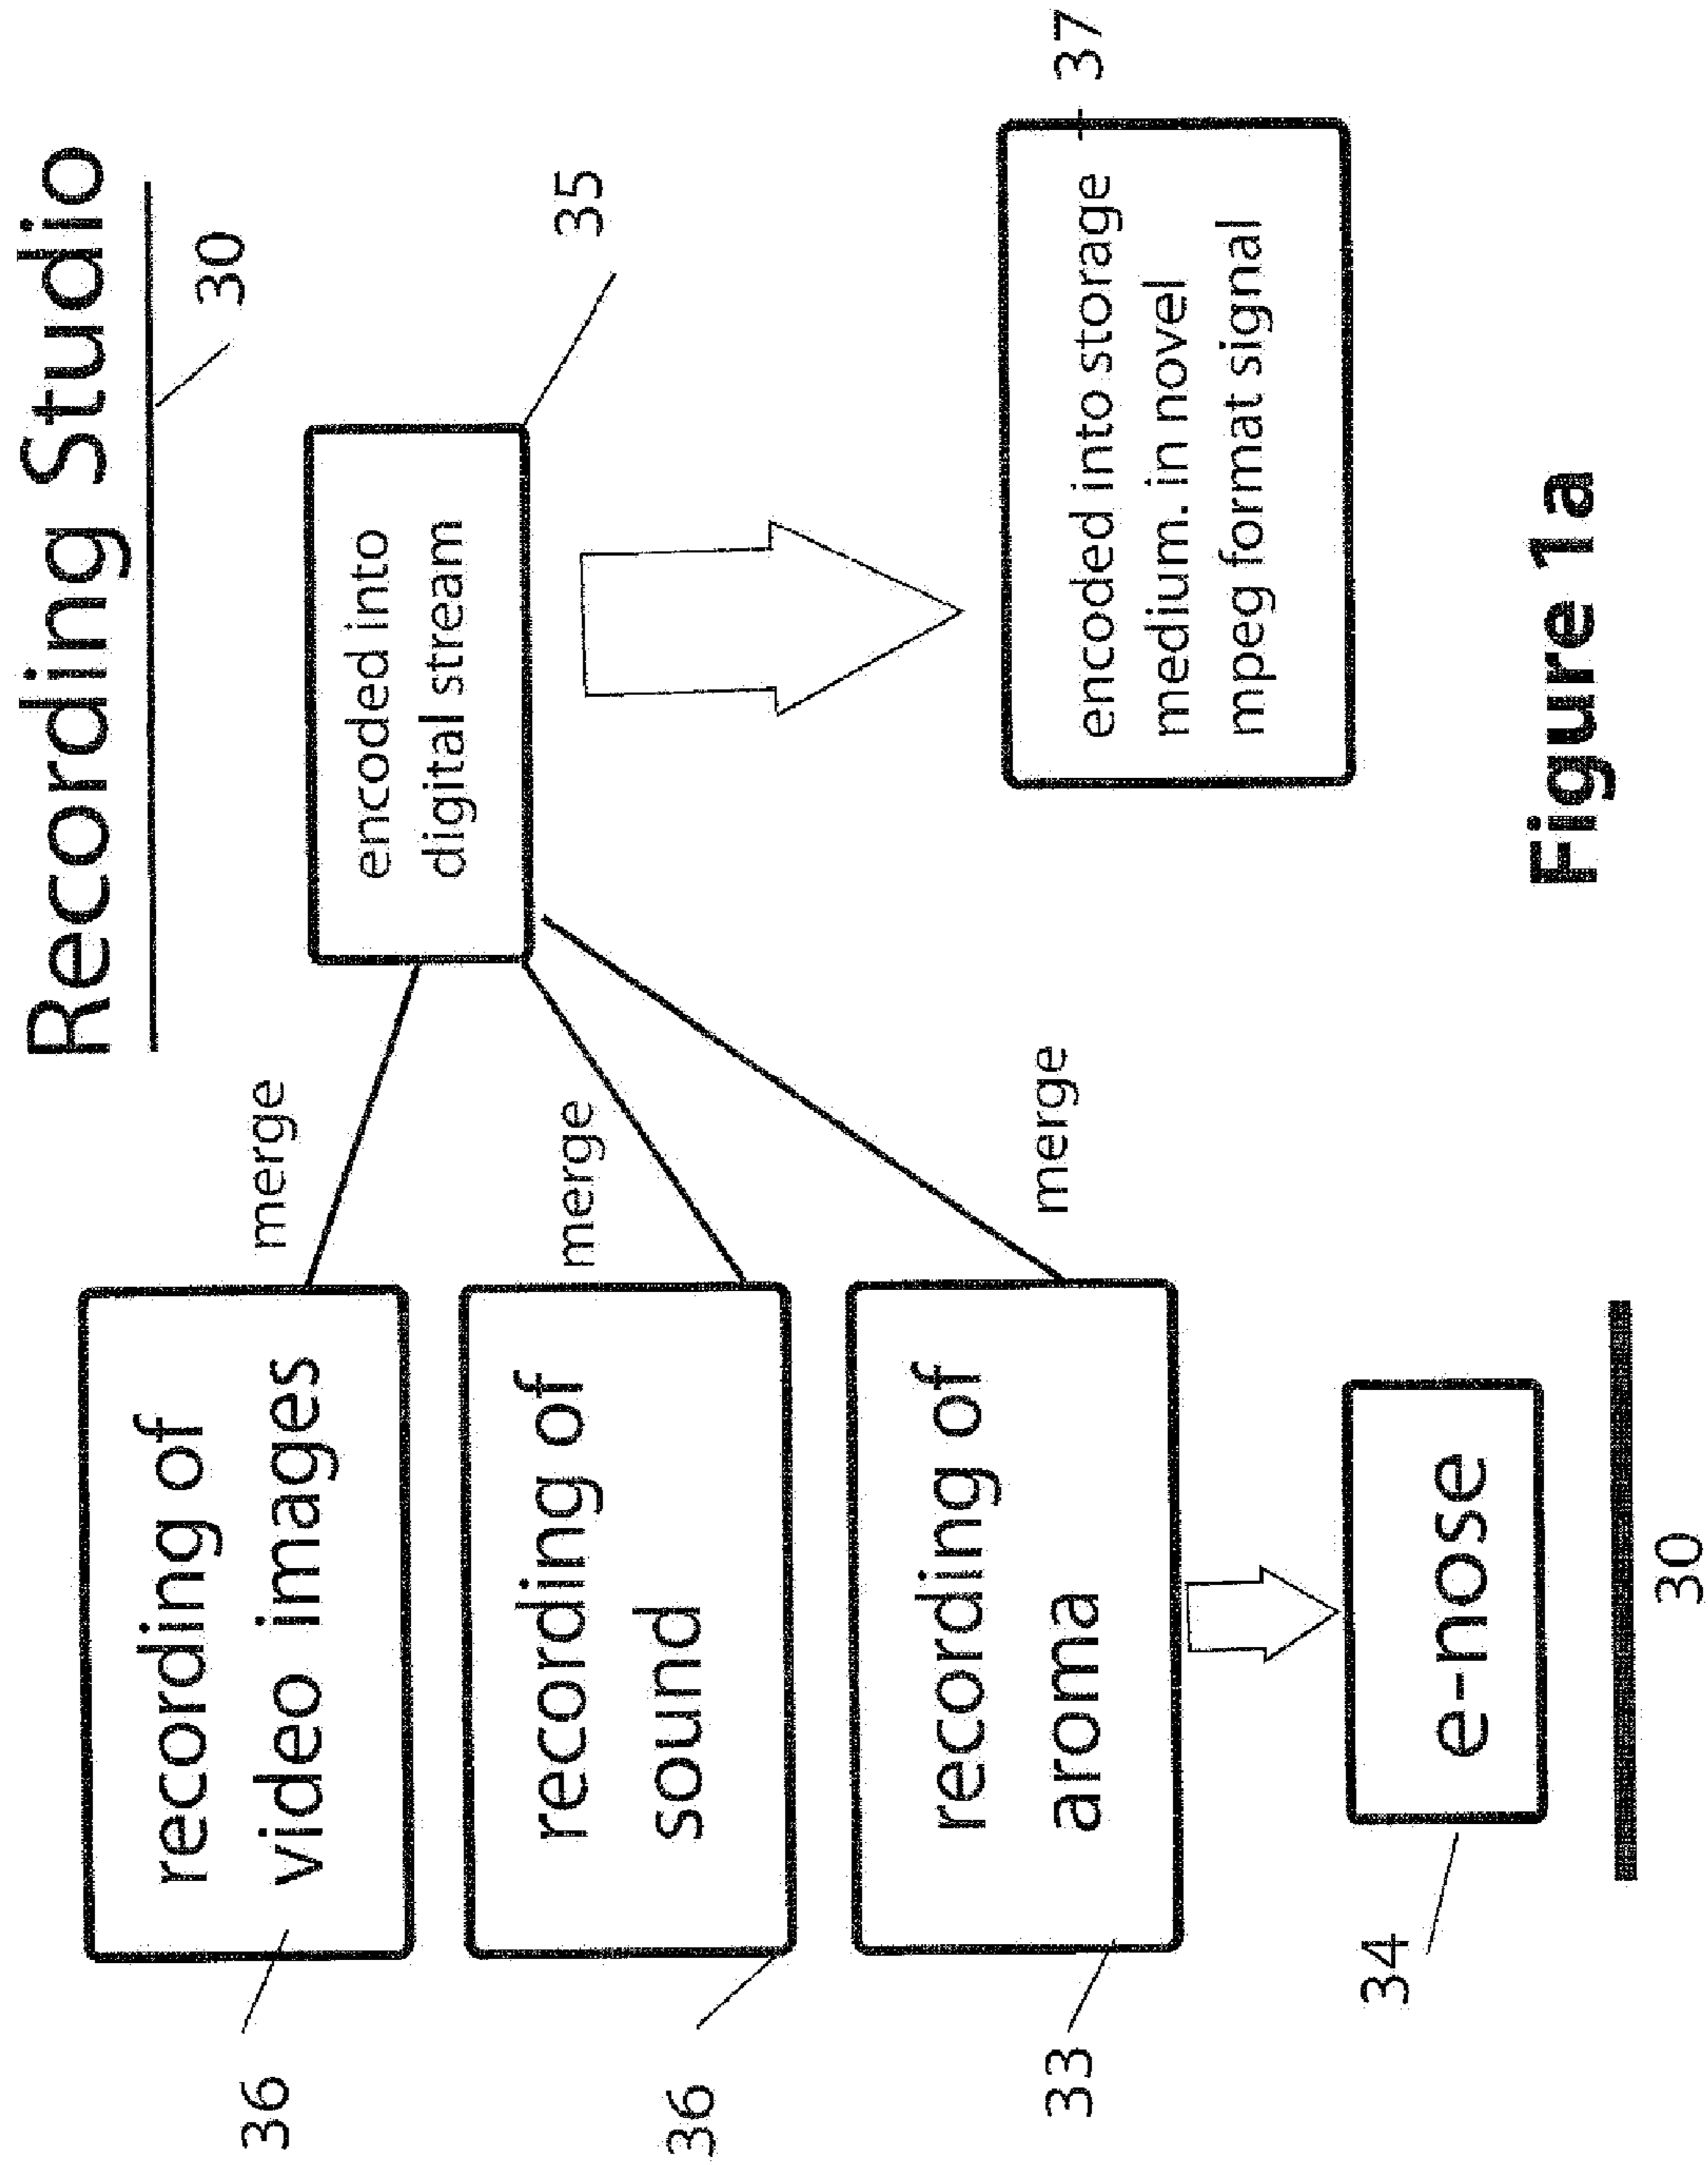 Recording Studio
30
36
recording of
video images
merge
encoded into
digital stream
35
36
recording of
sound
merge
33
recording of
aroma
merge
encoded into storage
medium. in novel
mpeg format signal
37
34
e-nose
30
Figure 1a